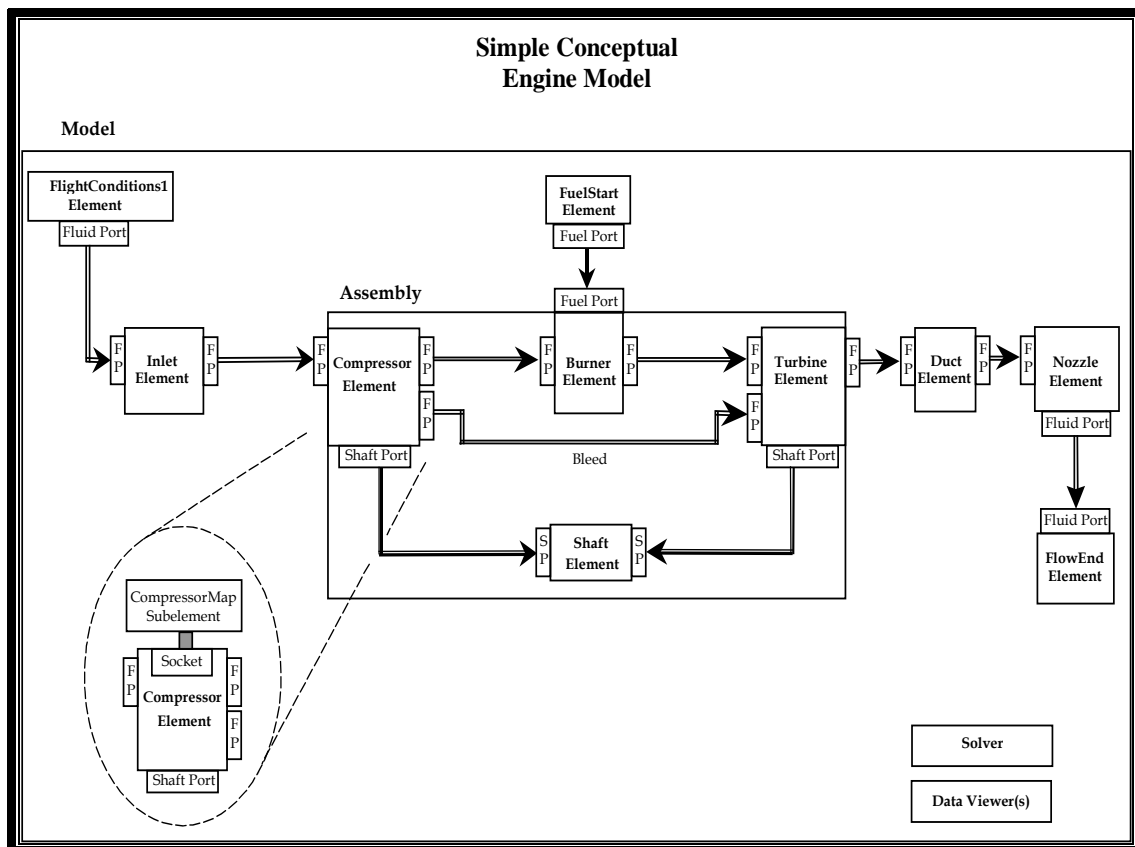 Simple Conceptual
Engine Model
Model
FlightConditions1
Element
Fluid Port
FuelStart
Element
Fuel Port
Fuel Port
Assembly
F
P
Inlet
Element
F
P
F
P
Compressor
Element
F
P
F
P
Shaft Port
F
P
Burner
Element
F
P
F
P
F
P
Turbine
Element
F
P
Shaft Port
Bleed
F
P
Duct
Element
F
P
F
P
Nozzle
Element
Fluid Port
Fluid Port
FlowEnd
Element
S
P
Shaft
Element
S
P
CompressorMap
Subelement
Socket
F
P
Compressor
Element
F
P
F
P
Shaft Port
Solver
Data Viewer(s)